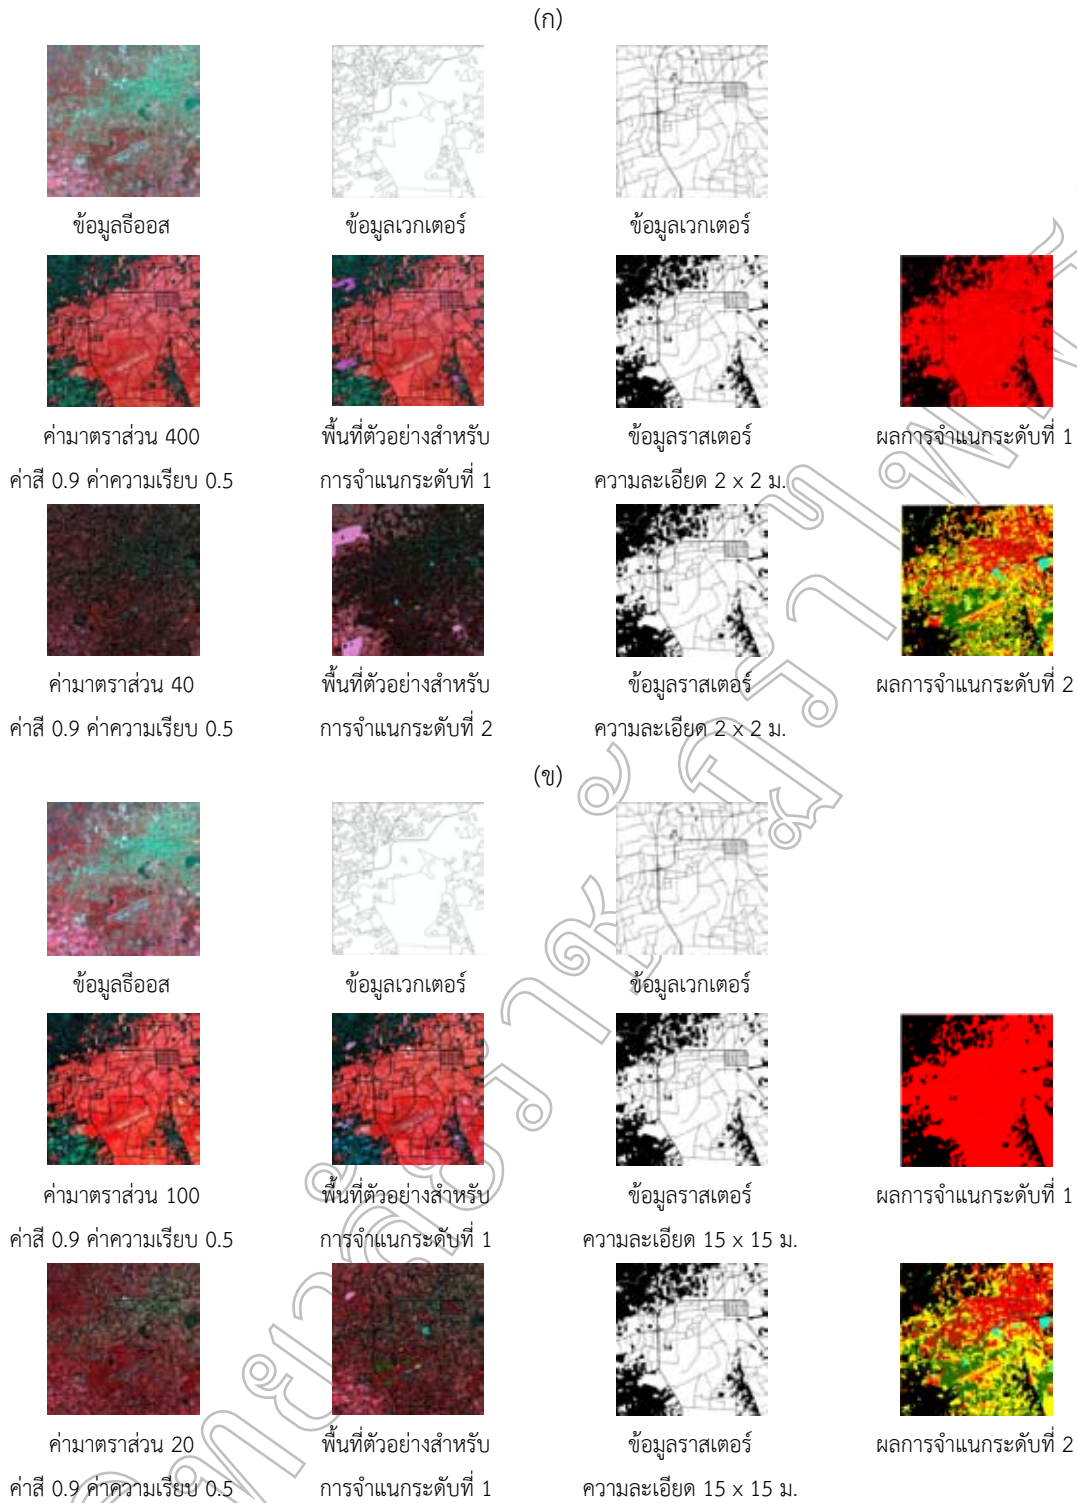 (ก)
ข้อมูลธีออส ข้อมูลเวกเตอร์ ข้อมูลเวกเตอร์
ค่ามาตราส่วน 400 พื้นที่ตัวอย่างสำหรับ ข้อมูลราสเตอร์ ผลการจำแนกระดับที่ 1
ค่าสี 0.9 ค่าความเรียบ 0.5 การจำแนกระดับที่ 1 ความละเอียด 2 x 2 ม.
ค่ามาตราส่วน 40 พื้นที่ตัวอย่างสำหรับ ข้อมูลราสเตอร์ ผลการจำแนกระดับที่ 2
ค่าสี 0.9 ค่าความเรียบ 0.5 การจำแนกระดับที่ 2 ความละเอียด 2 x 2 ม.
(ข)
ข้อมูลธีออส ข้อมูลเวกเตอร์ ข้อมูลเวกเตอร์
ค่ามาตราส่วน 100 พื้นที่ตัวอย่างสำหรับ ข้อมูลราสเตอร์ ผลการจำแนกระดับที่ 1
ค่าสี 0.9 ค่าความเรียบ 0.5 การจำแนกระดับที่ 1 ความละเอียด 15 x 15 ม.
ค่ามาตราส่วน 20 พื้นที่ตัวอย่างสำหรับ ข้อมูลราสเตอร์ ผลการจำแนกระดับที่ 2
ค่าสี 0.9 ค่าความเรียบ 0.5 การจำแนกระดับที่ 1 ความละเอียด 15 x 15 ม.